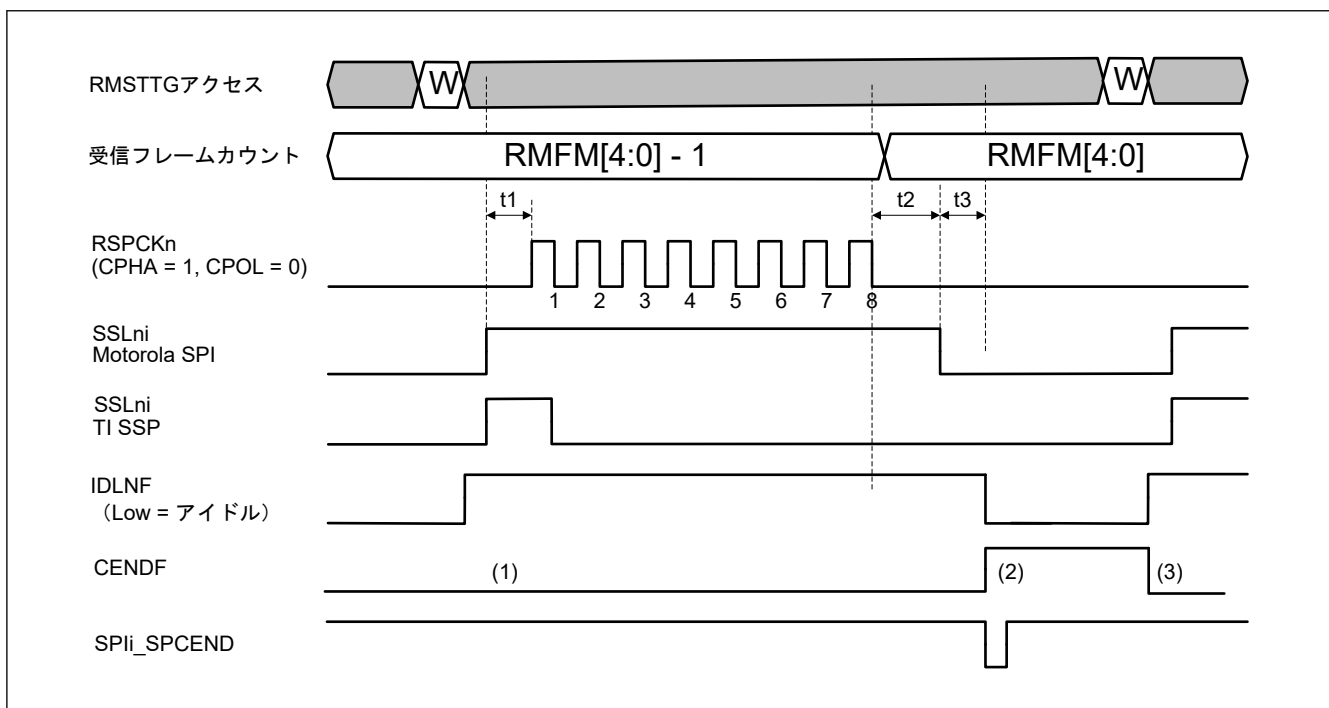 RMSTTGアクセス
W
W
受信フレームカウント
RMFM[4:0] - 1
RMFM[4:0]
t1
t2
t3
RSPCKn
(CPHA = 1, CPOL = 0)
1 2 3 4 5 6 7 8
SSLni
Motorola SPI
SSLni
TI SSP
IDLNF
（Low = アイドル）
CENDF
(1)
(2)
(3)
SPIi_SPCEND